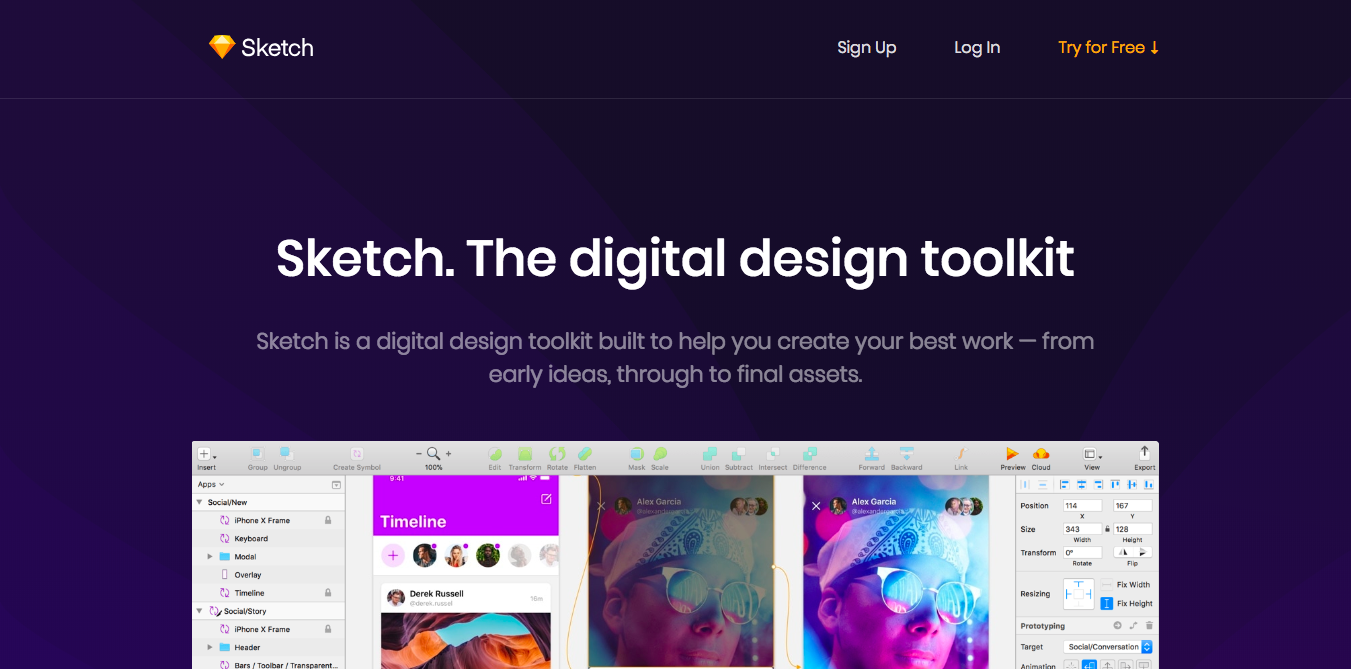 Sketch
Sign Up
Log In
Try for Free ↓
Sketch. The digital design toolkit
Sketch is a digital design toolkit built to help you create your best work — from
early ideas, through to final assets.
Insert
Group Ungroup
Create Symbol
− +
100%
Edit Transform Rotate Flatten
Mask Scale
Union Subtract Intersect Difference
Forward Backward
Link
Preview Cloud
View
Export
Apps
Social/New
iPhone X Frame
Keyboard
Modal
Overlay
Timeline
Social/Story
iPhone X Frame
Header
Bars / Toolbar / Transparent...
9:41
Timeline
Derek Russell
@derek.russel
16m
Alex Garcia
Alex Garcia
Position 114 167
X Y
Size 343 128
Width Height
Transform 0°
Rotate Flip
Resizing
Fix Width
Fix Height
Prototyping
Target Social/Conversation
Animation